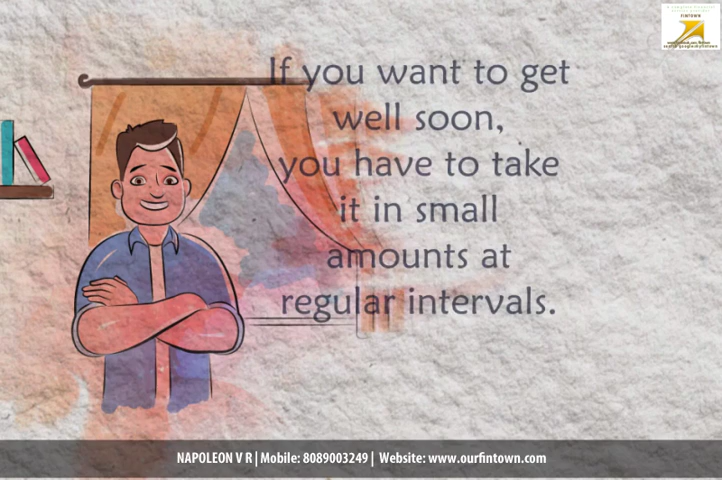 FINTOWN
If you want to get
well soon,
you have to take
it in small
amounts at
regular intervals.
NAPOLEON V R | Mobile: 8089003249 | Website: www.ourfintown.com